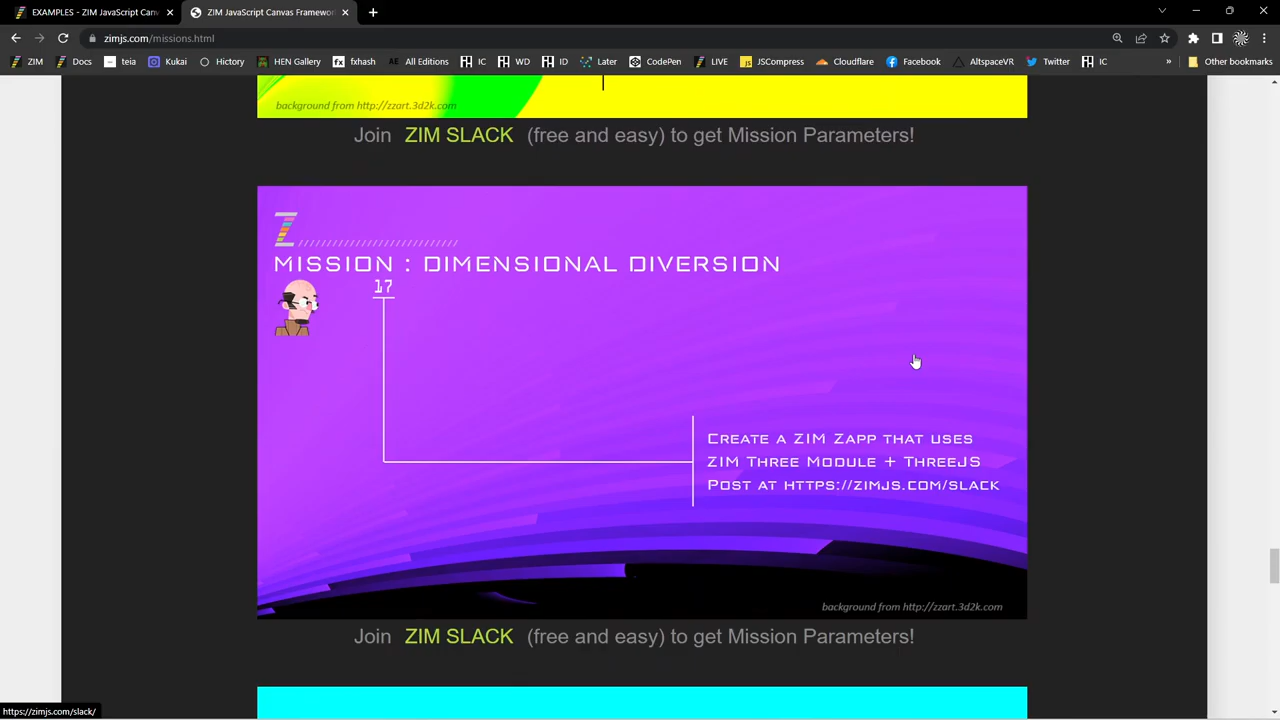 EXAMPLES - ZIM JavaScript Canv
ZIM JavaScript Canvas Framewor
zimjs.com/missions.html
ZIM
Docs
teia
Kukai
Hictory
HEN Gallery
fxhash
All Editions
IC
WD
ID
Later
CodePen
LIVE
JSCompress
Cloudflare
Facebook
AltspaceVR
Twitter
IC
»
Other bookmarks
background from http://zzart.3d2k.com
Join ZIM SLACK (free and easy) to get Mission Parameters!
Z///////////////////////////
MISSION : DIMENSIONAL DIVERSION
17
Create a ZIM Zapp that uses
ZIM Three Module + ThreeJS
Post at https://zimjs.com/slack
background from http://zzart.3d2k.com
Join ZIM SLACK (free and easy) to get Mission Parameters!
https://zimjs.com/slack/